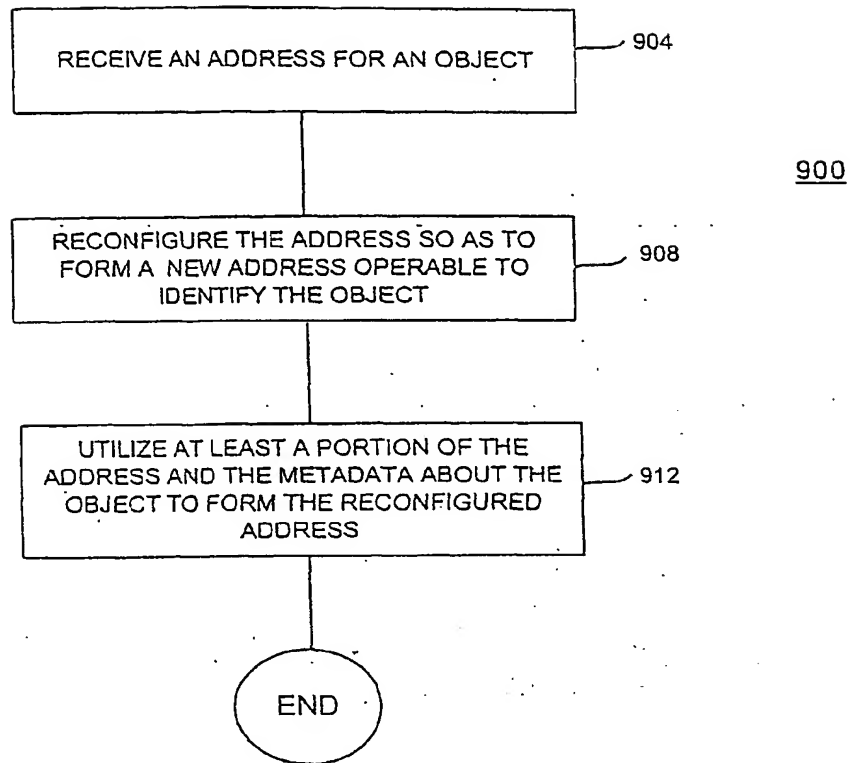 RECEIVE AN ADDRESS FOR AN OBJECT
904
900
RECONFIGURE THE ADDRESS SO AS TO
FORM A NEW ADDRESS OPERABLE TO
IDENTIFY THE OBJECT
908
UTILIZE AT LEAST A PORTION OF THE
ADDRESS AND THE METADATA ABOUT THE
OBJECT TO FORM THE RECONFIGURED
ADDRESS
912
END